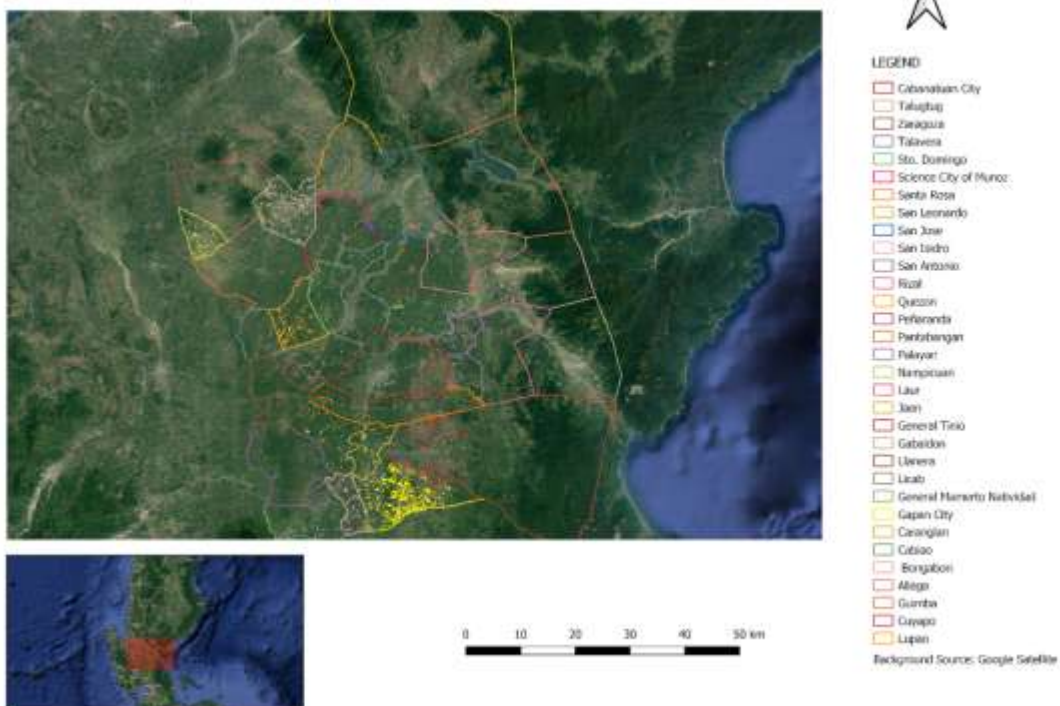 LEGEND
Cabanatuan City
Talugtug
Zaragoza
Talavera
Sto. Domingo
Science City of Munoz
Santa Rosa
San Leonardo
San Jose
San Isidro
San Antonio
Rizal
Quezon
Peñaranda
Pantabangan
Palayan
Nampicuan
Laur
Jaen
General Tinio
Gabaldon
Llanera
Licab
General Mamerto Natividad
Gapan City
Carranglan
Cabiao
Bongabon
Aliaga
Guimba
Cuyapo
Lupao
Background Source: Google Satellite
0 10 20 30 40 50 km